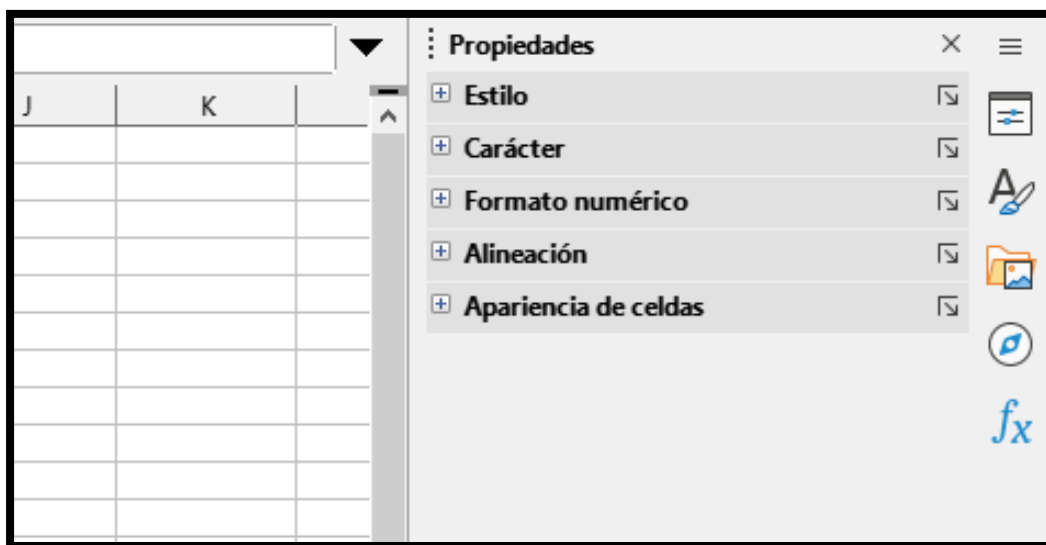 Propiedades
J K
Estilo
Carácter
Formato numérico
Alineación
Apariencia de celdas
fx